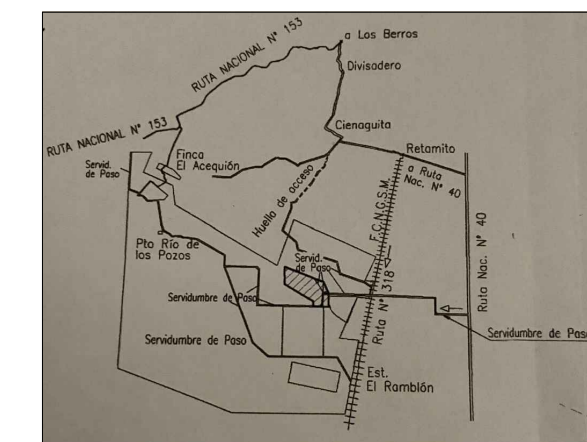 RUTA NACIONAL Nº 153
a Los Berros
Divisadero
RUTA NACIONAL Nº 153
Cienaguita
Retamito
a Ruta
Nac. Nº 40
Finca
El Acequión
Servid.
de Paso
Huella de acceso
F.C.N.G.S.M.
Ruta Nac. Nº 40
Pto Río de
los Pozos
Servid.
de Paso
Ruta Nº 318
Servidumbre de Paso
Servidumbre de Paso
Servidumbre de Paso
Est.
El Ramblón